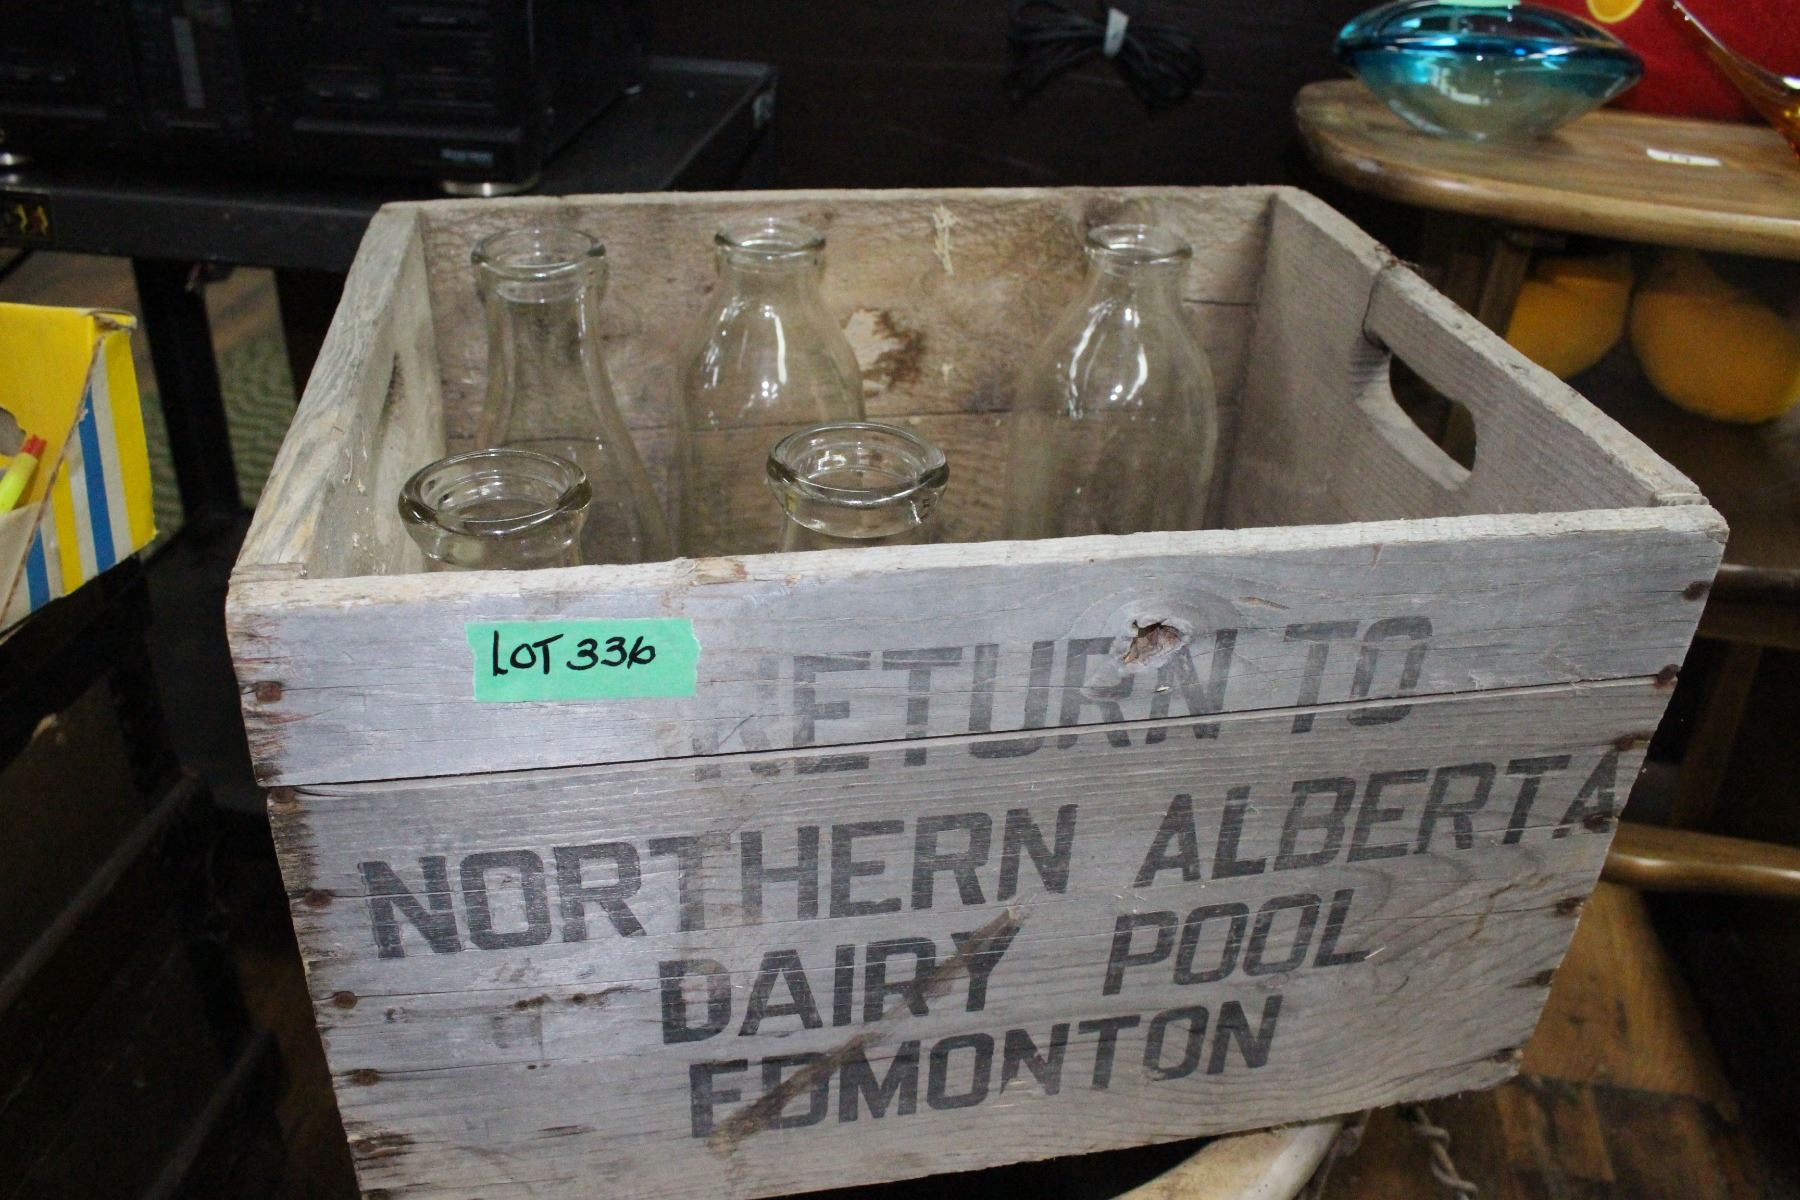 LOT 336
RETURN TO
NORTHERN ALBERTA
DAIRY POOL
EDMONTON